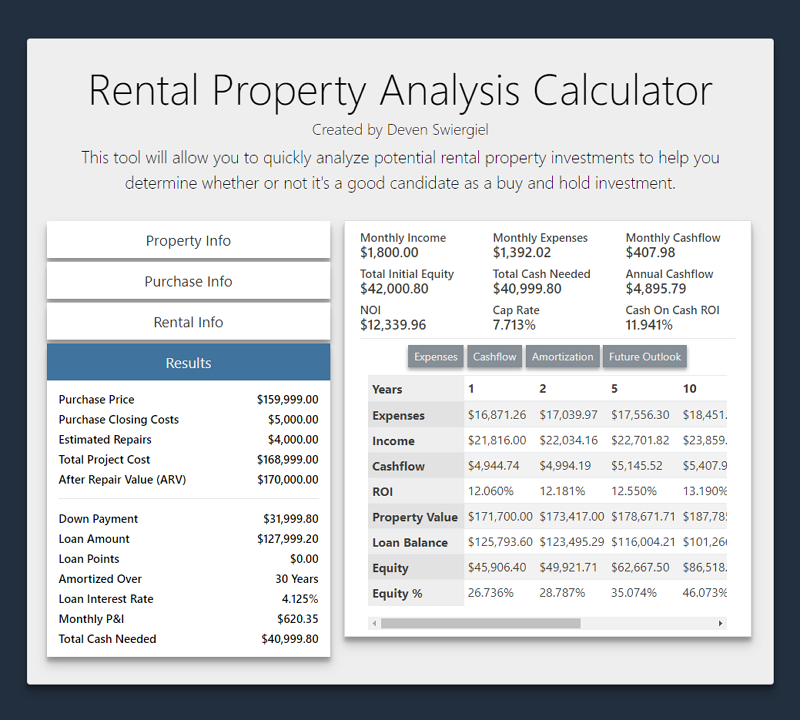 Rental Property Analysis Calculator
Created by Deven Swiergiel
This tool will allow you to quickly analyze potential rental property investments to help you
determine whether or not it's a good candidate as a buy and hold investment.
Property Info
Purchase Info
Rental Info
Results
Purchase Price $159,999.00
Purchase Closing Costs $5,000.00
Estimated Repairs $4,000.00
Total Project Cost $168,999.00
After Repair Value (ARV) $170,000.00
Down Payment $31,999.80
Loan Amount $127,999.20
Loan Points $0.00
Amortized Over 30 Years
Loan Interest Rate 4.125%
Monthly P&I $620.35
Total Cash Needed $40,999.80
Monthly Income Monthly Expenses Monthly Cashflow
$1,800.00 $1,392.02 $407.98
Total Initial Equity Total Cash Needed Annual Cashflow
$42,000.80 $40,999.80 $4,895.79
NOI Cap Rate Cash On Cash ROI
$12,339.96 7.713% 11.941%
Expenses Cashflow Amortization Future Outlook
Years 1 2 5 10
Expenses $16,871.26 $17,039.97 $17,556.30 $18,451.
Income $21,816.00 $22,034.16 $22,701.82 $23,859.
Cashflow $4,944.74 $4,994.19 $5,145.52 $5,407.9
ROI 12.060% 12.181% 12.550% 13.190%
Property Value $171,700.00 $173,417.00 $178,671.71 $187,785
Loan Balance $125,793.60 $123,495.29 $116,004.21 $101,266
Equity $45,906.40 $49,921.71 $62,667.50 $86,518.
Equity % 26.736% 28.787% 35.074% 46.073%